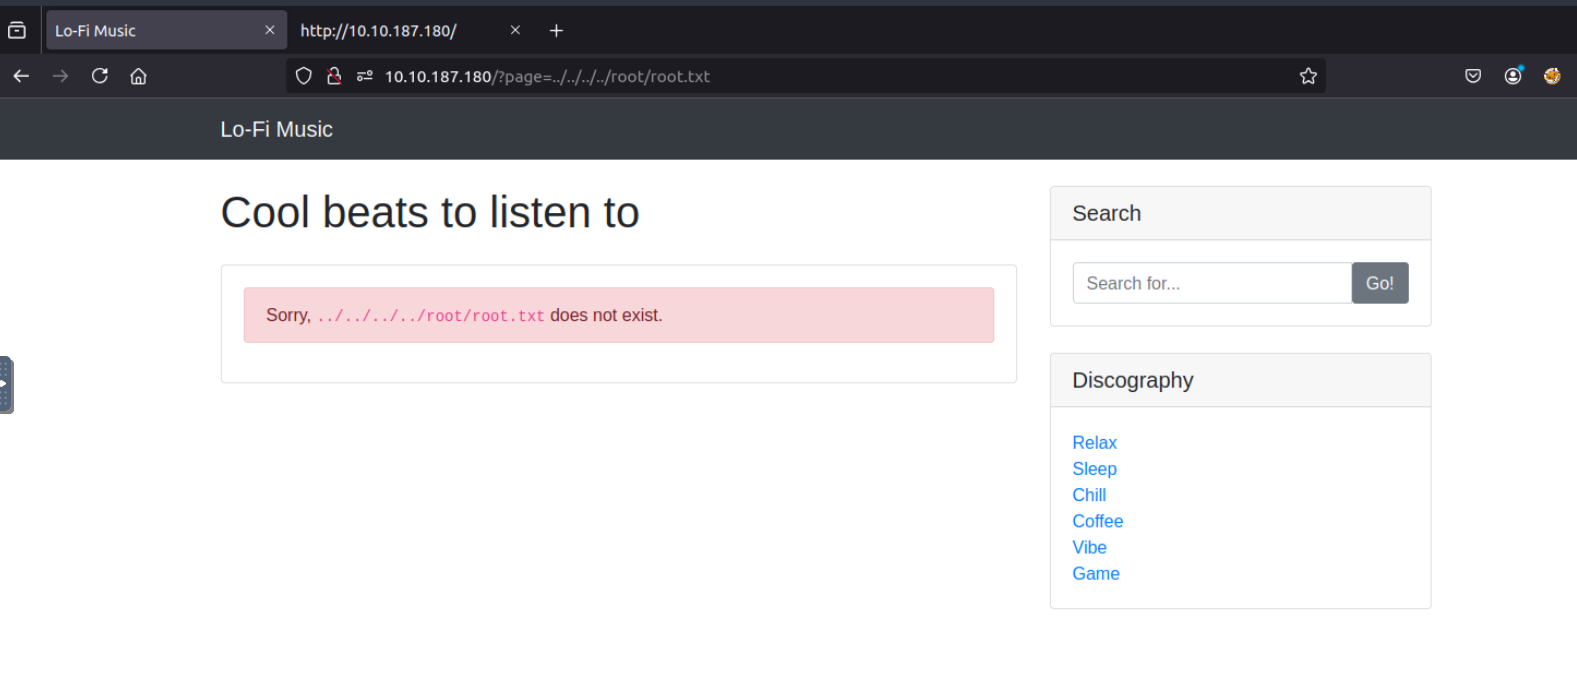 Lo-Fi Music
http://10.10.187.180/
10.10.187.180/?page=../../../../root/root.txt
Lo-Fi Music
Cool beats to listen to
Sorry, ../../../../root/root.txt does not exist.
Search
Search for...
Go!
Discography
Relax
Sleep
Chill
Coffee
Vibe
Game